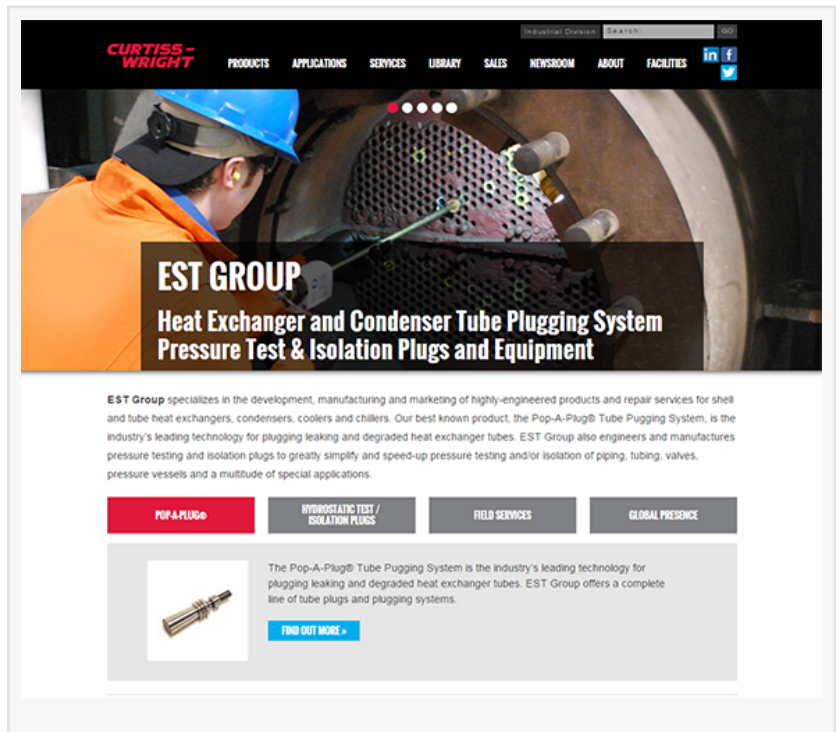 Industrial Division Search: GO
CURTISS-
WRIGHT
PRODUCTS APPLICATIONS SERVICES LIBRARY SALES NEWSROOM ABOUT FACILITIES in f
EST GROUP
Heat Exchanger and Condenser Tube Plugging System
Pressure Test & Isolation Plugs and Equipment
EST Group specializes in the development, manufacturing and marketing of highly-engineered products and repair services for shell
and tube heat exchangers, condensers, coolers and chillers. Our best known product, the Pop-A-Plug® Tube Pugging System, is the
industry's leading technology for plugging leaking and degraded heat exchanger tubes. EST Group also engineers and manufactures
pressure testing and isolation plugs to greatly simplify and speed-up pressure testing and/or isolation of piping, tubing, valves,
pressure vessels and a multitude of special applications.
POP-A-PLUG®
HYDROSTATIC TEST /
ISOLATION PLUGS
FIELD SERVICES
GLOBAL PRESENCE
The Pop-A-Plug® Tube Pugging System is the industry's leading technology for
plugging leaking and degraded heat exchanger tubes. EST Group offers a complete
line of tube plugs and plugging systems.
FIND OUT MORE »